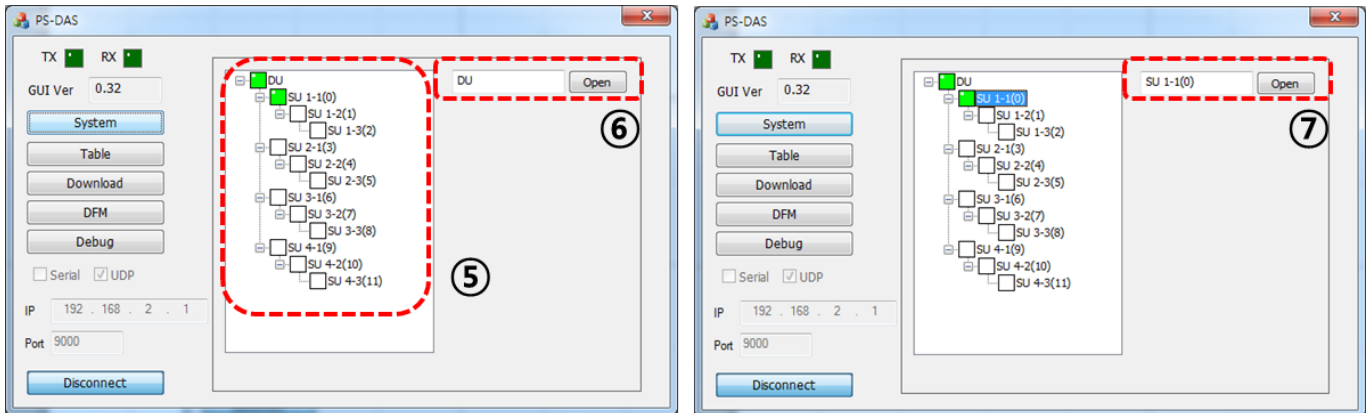 PS-DAS
TX RX
GUI Ver 0.32
System
Table
Download
DFM
Debug
Serial UDP
IP 192 . 168 . 2 . 1
Port 9000
Disconnect
DU
SU 1-1(0)
SU 1-2(1)
SU 1-3(2)
SU 2-1(3)
SU 2-2(4)
SU 2-3(5)
SU 3-1(6)
SU 3-2(7)
SU 3-3(8)
SU 4-1(9)
SU 4-2(10)
SU 4-3(11)
⑤
DU Open
⑥
PS-DAS
TX RX
GUI Ver 0.32
System
Table
Download
DFM
Debug
Serial UDP
IP 192 . 168 . 2 . 1
Port 9000
Disconnect
DU
SU 1-1(0)
SU 1-2(1)
SU 1-3(2)
SU 2-1(3)
SU 2-2(4)
SU 2-3(5)
SU 3-1(6)
SU 3-2(7)
SU 3-3(8)
SU 4-1(9)
SU 4-2(10)
SU 4-3(11)
SU 1-1(0) Open
⑦